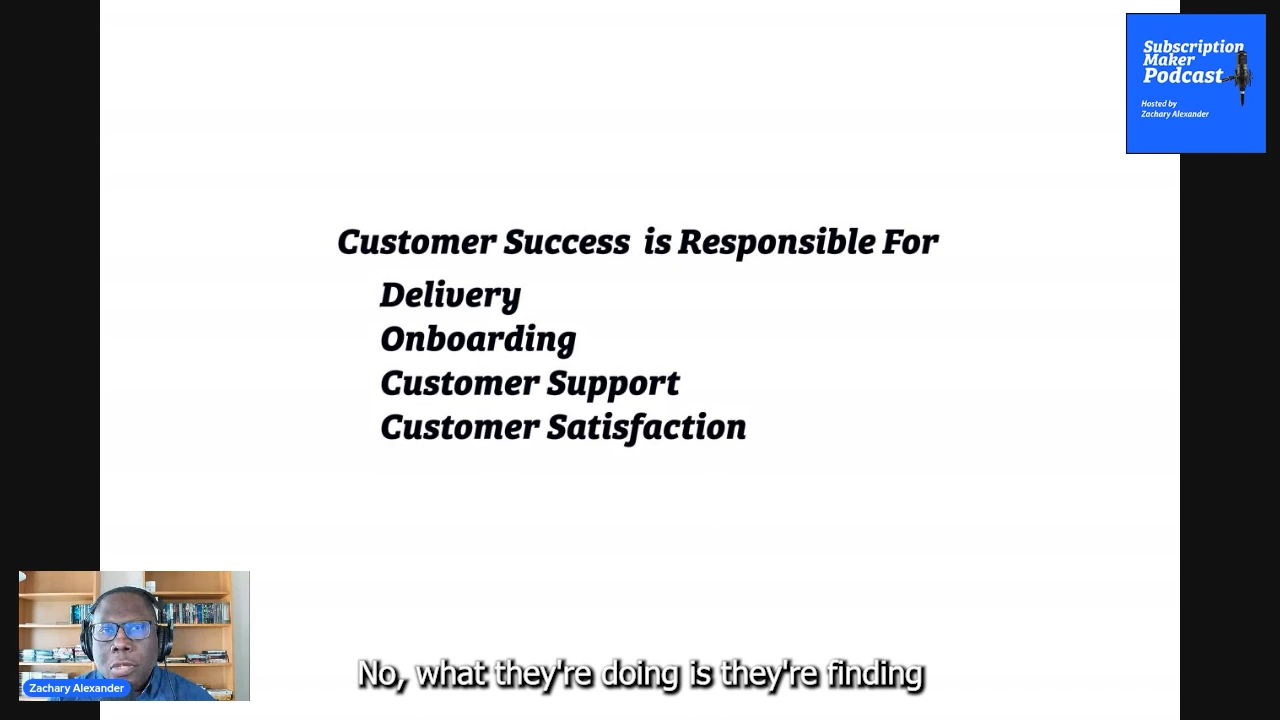 Subscription
Maker
Podcast
Hosted by
Zachary Alexander
Customer Success is Responsible For
Delivery
Onboarding
Customer Support
Customer Satisfaction
Zachary Alexander
No, what they're doing is they're finding